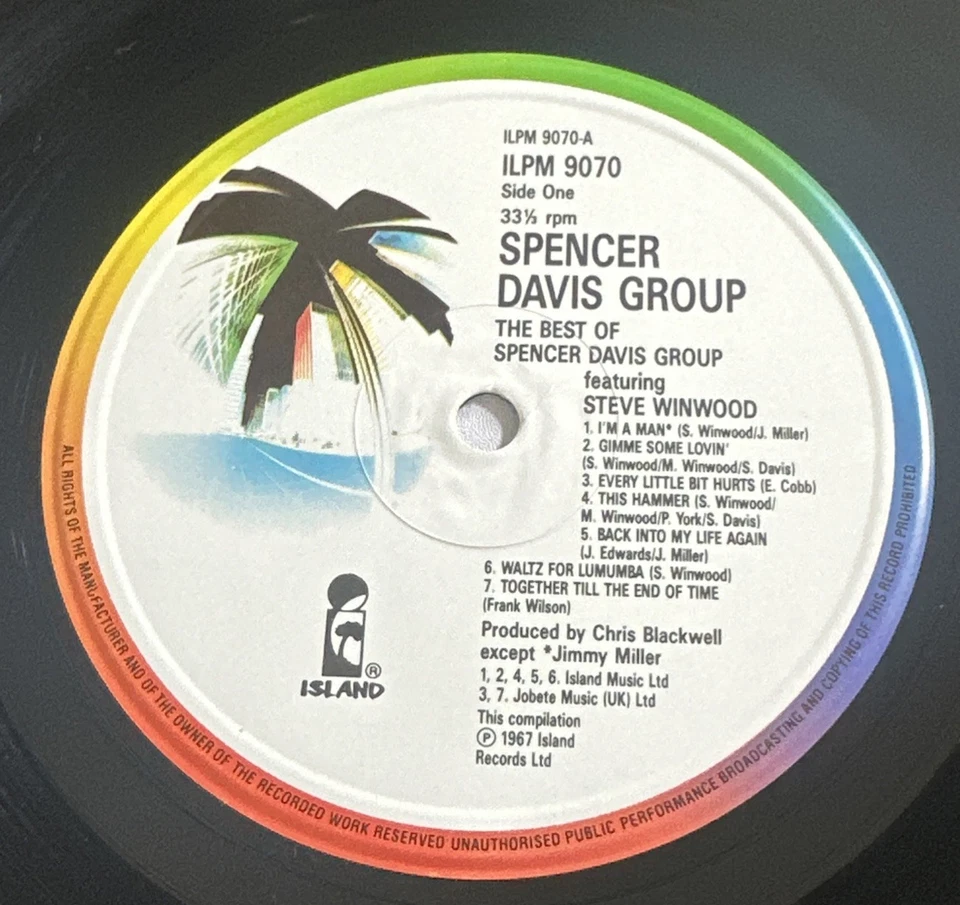 ILPM 9070-A
ILPM 9070
Side One
33⅓ rpm
SPENCER
DAVIS GROUP
THE BEST OF
SPENCER DAVIS GROUP
featuring
STEVE WINWOOD
1. I'M A MAN* (S. Winwood/J. Miller)
2. GIMME SOME LOVIN'
(S. Winwood/M. Winwood/S. Davis)
3. EVERY LITTLE BIT HURTS (E. Cobb)
4. THIS HAMMER (S. Winwood/
M. Winwood/P. York/S. Davis)
5. BACK INTO MY LIFE AGAIN
(J. Edwards/J. Miller)
6. WALTZ FOR LUMUMBA (S. Winwood)
7. TOGETHER TILL THE END OF TIME
(Frank Wilson)
Produced by Chris Blackwell
except *Jimmy Miller
1, 2, 4, 5, 6. Island Music Ltd
3, 7. Jobete Music (UK) Ltd
This compilation
Ⓟ 1967 Island
Records Ltd
ISLAND®
ALL RIGHTS OF THE MANUFACTURER AND OF THE OWNER OF THE RECORDED WORK RESERVED UNAUTHORISED PUBLIC PERFORMANCE BROADCASTING AND COPYING OF THIS RECORD PROHIBITED